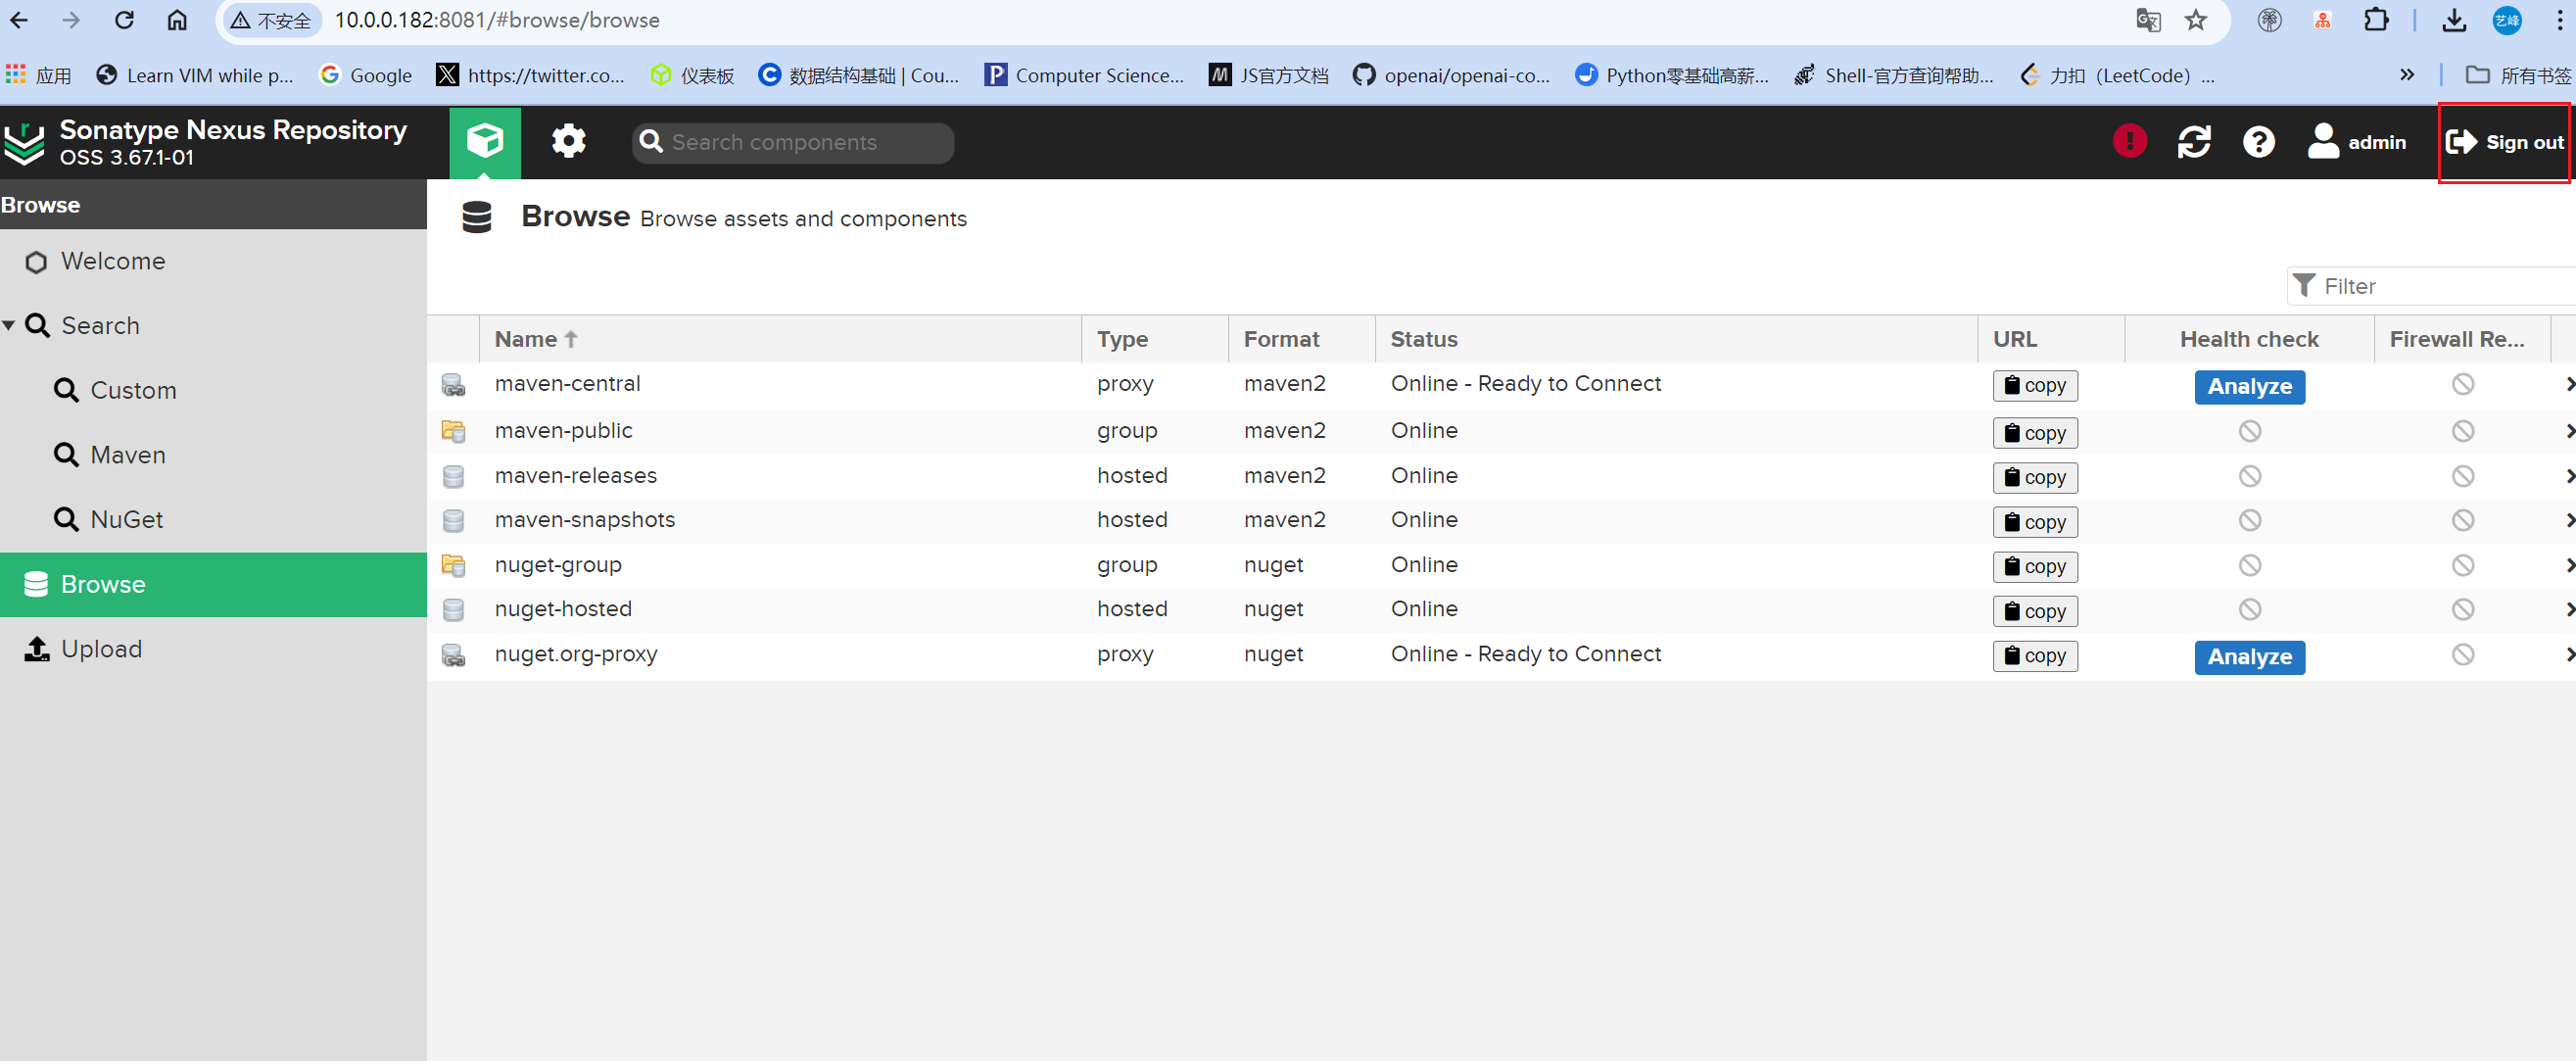 不安全 10.0.0.182:8081/#browse/browse 艺峰
应用 Learn VIM while p... Google https://twitter.co... 仪表板 数据结构基础 | Cou... Computer Science... JS官方文档 openai/openai-co... Python零基础高薪... Shell-官方查询帮助... 力扣（LeetCode）... » 所有书签
Sonatype Nexus Repository
OSS 3.67.1-01
Search components
admin
Sign out
Browse
Welcome
Search
Custom
Maven
NuGet
Browse
Upload
Browse Browse assets and components
Filter
Name Type Format Status URL Health check Firewall Re...
maven-central proxy maven2 Online - Ready to Connect copy Analyze
maven-public group maven2 Online copy
maven-releases hosted maven2 Online copy
maven-snapshots hosted maven2 Online copy
nuget-group group nuget Online copy
nuget-hosted hosted nuget Online copy
nuget.org-proxy proxy nuget Online - Ready to Connect copy Analyze